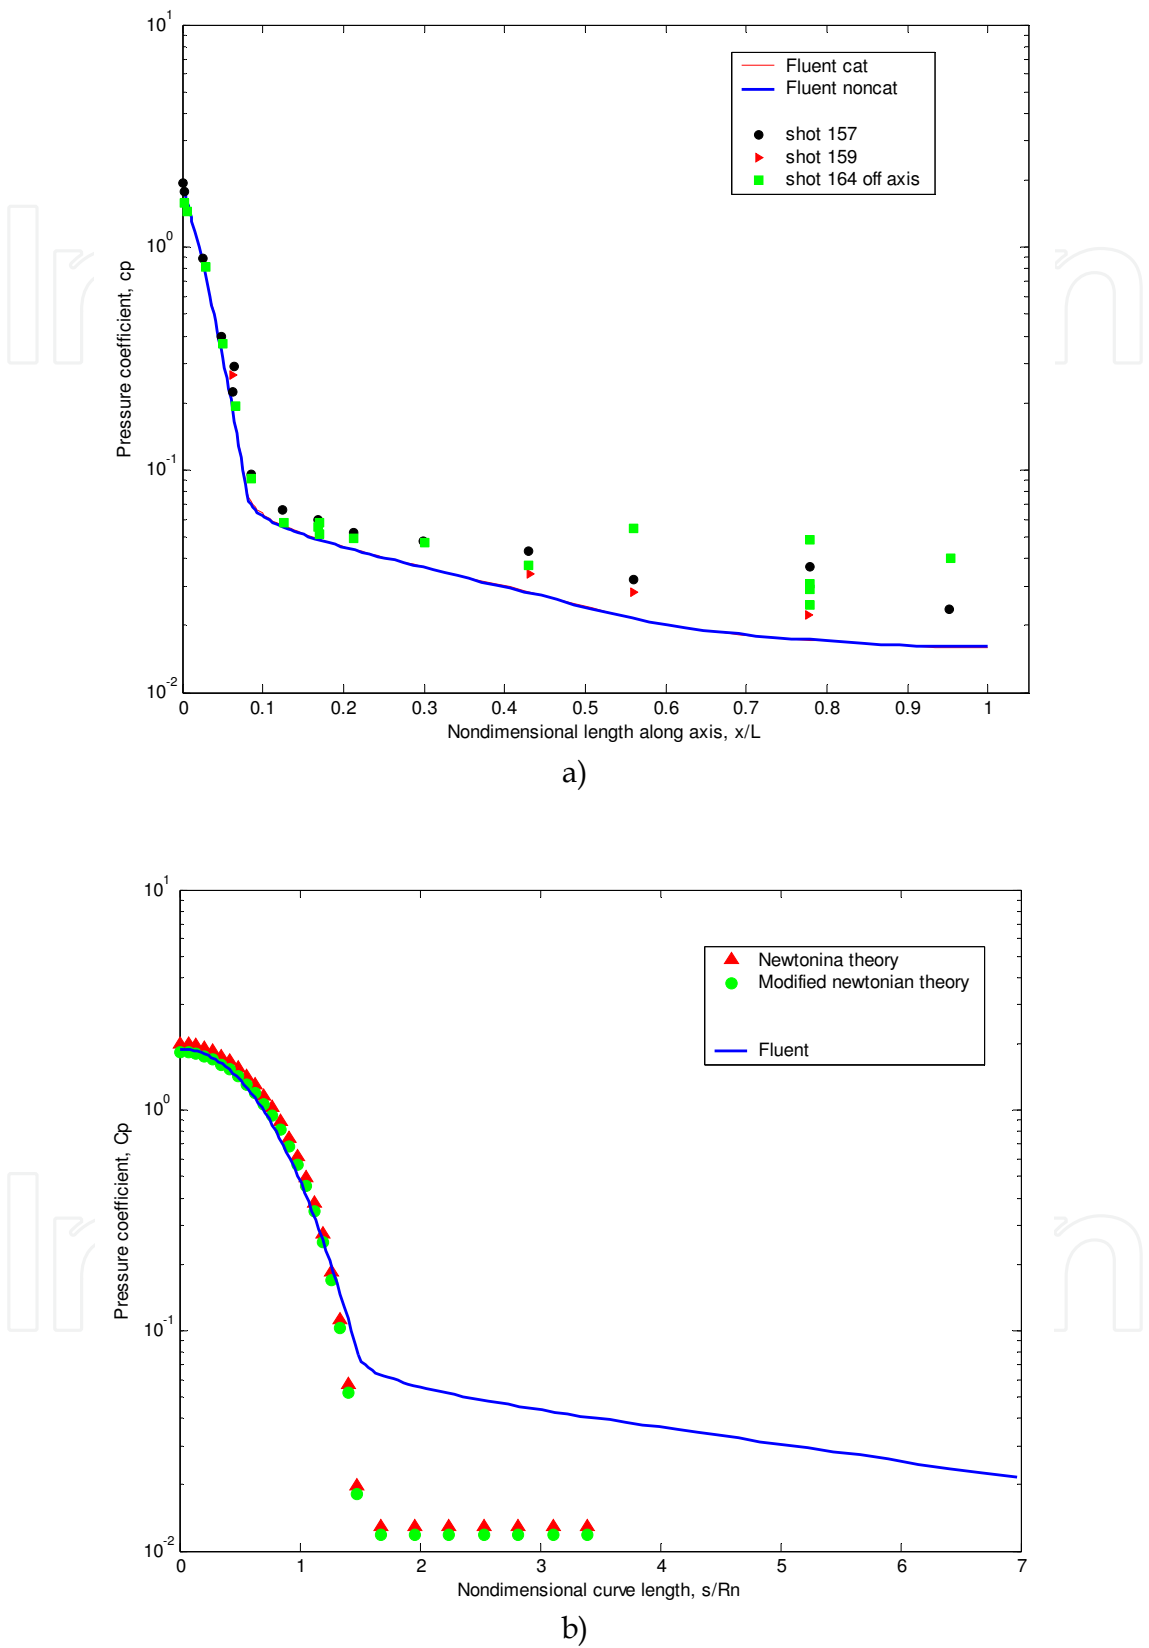 10^1
10^0
10^-1
10^-2
Pressure coefficient, cp
Fluent cat
Fluent noncat
shot 157
shot 159
shot 164 off axis
0 0.1 0.2 0.3 0.4 0.5 0.6 0.7 0.8 0.9 1
Nondimensional length along axis, x/L
a)
10^1
10^0
10^-1
10^-2
Pressure coefficient, Cp
Newtonina theory
Modified newtonian theory
Fluent
0 1 2 3 4 5 6 7
Nondimensional curve length, s/Rn
b)